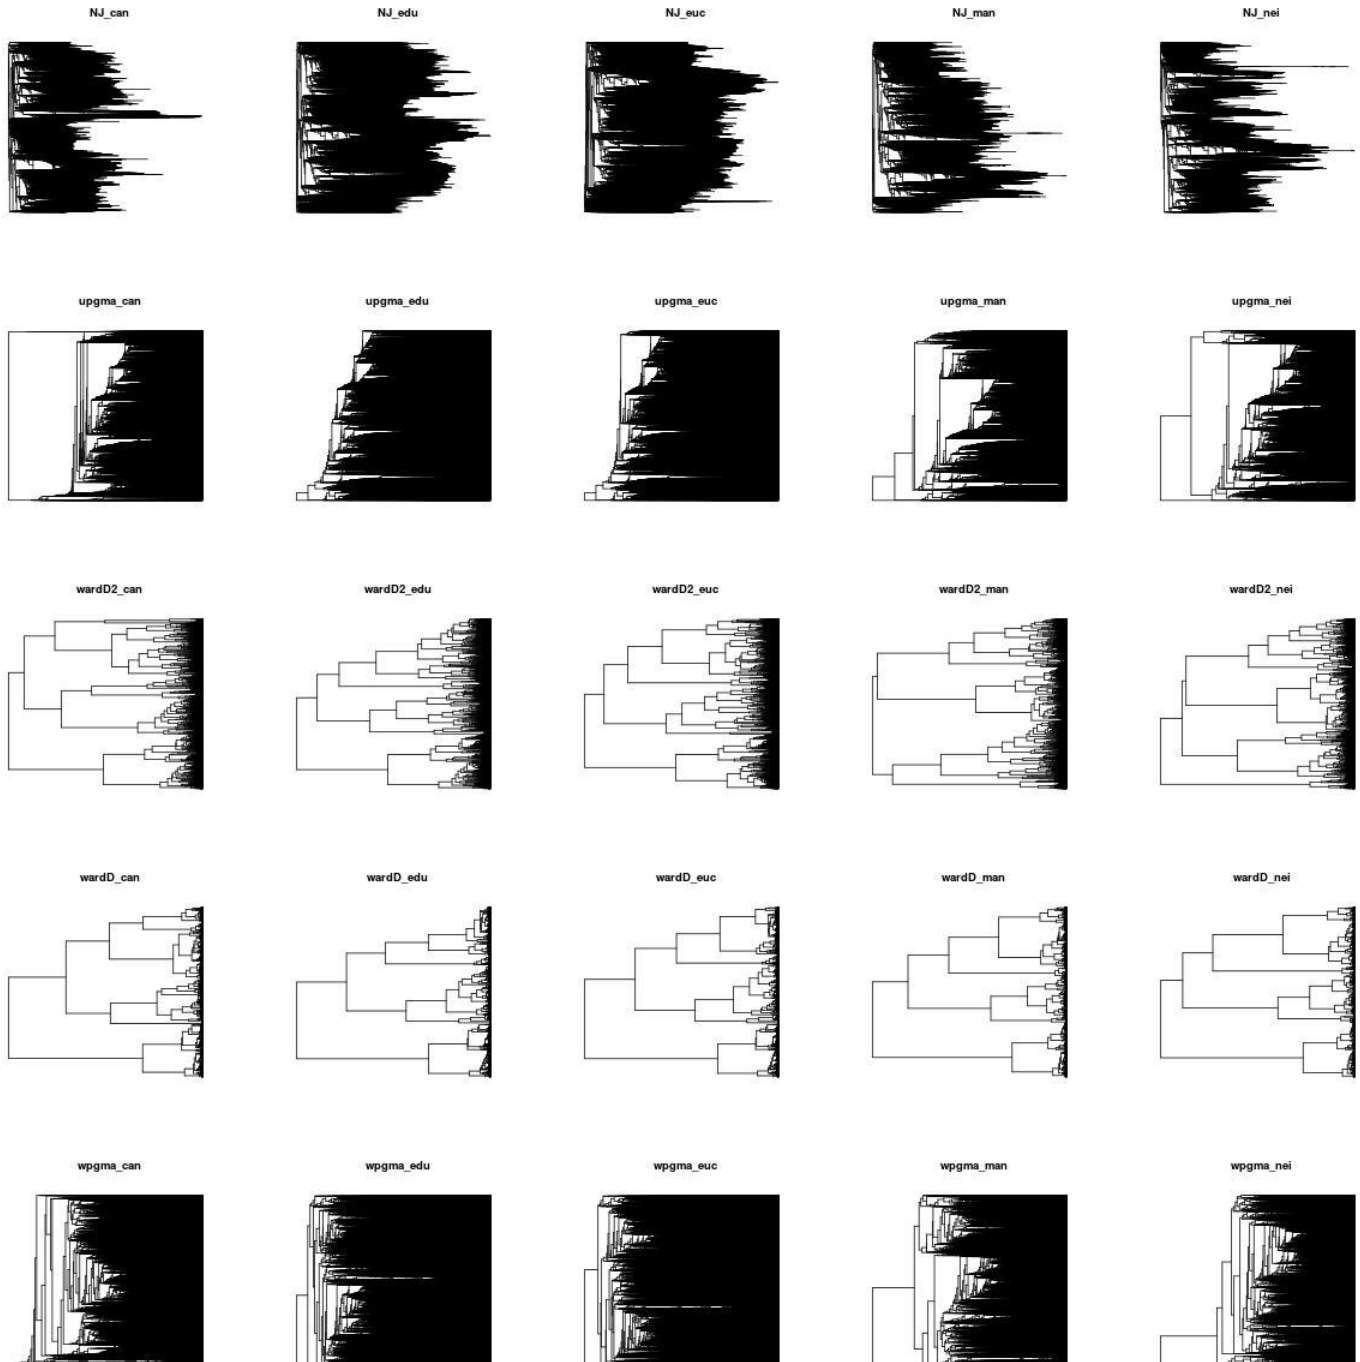 NJ_can NJ_edu NJ_euc NJ_man NJ_nei
upgma_can upgma_edu upgma_euc upgma_man upgma_nei
wardD2_can wardD2_edu wardD2_euc wardD2_man wardD2_nei
wardD_can wardD_edu wardD_euc wardD_man wardD_nei
wpgma_can wpgma_edu wpgma_euc wpgma_man wpgma_nei